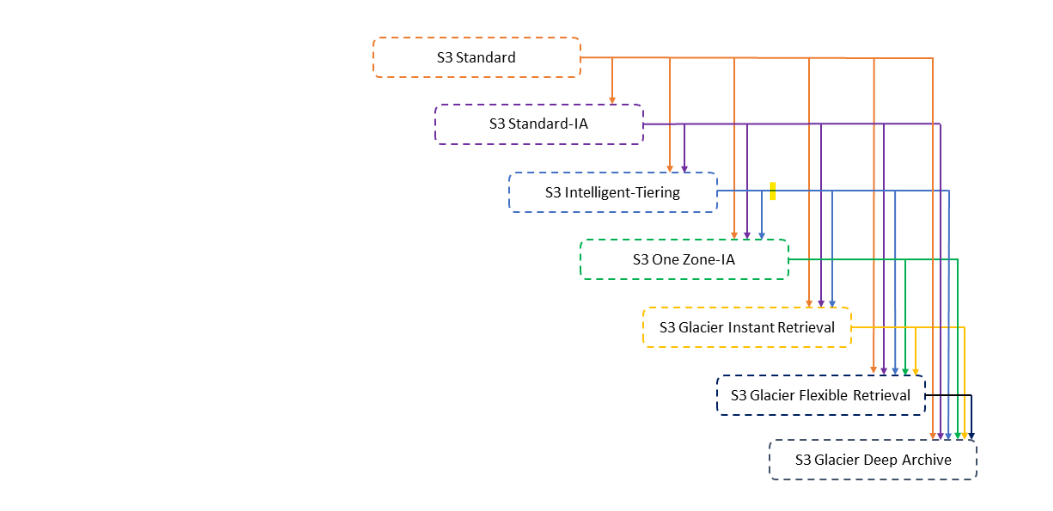 S3 Standard
S3 Standard-IA
S3 Intelligent-Tiering
S3 One Zone-IA
S3 Glacier Instant Retrieval
S3 Glacier Flexible Retrieval
S3 Glacier Deep Archive